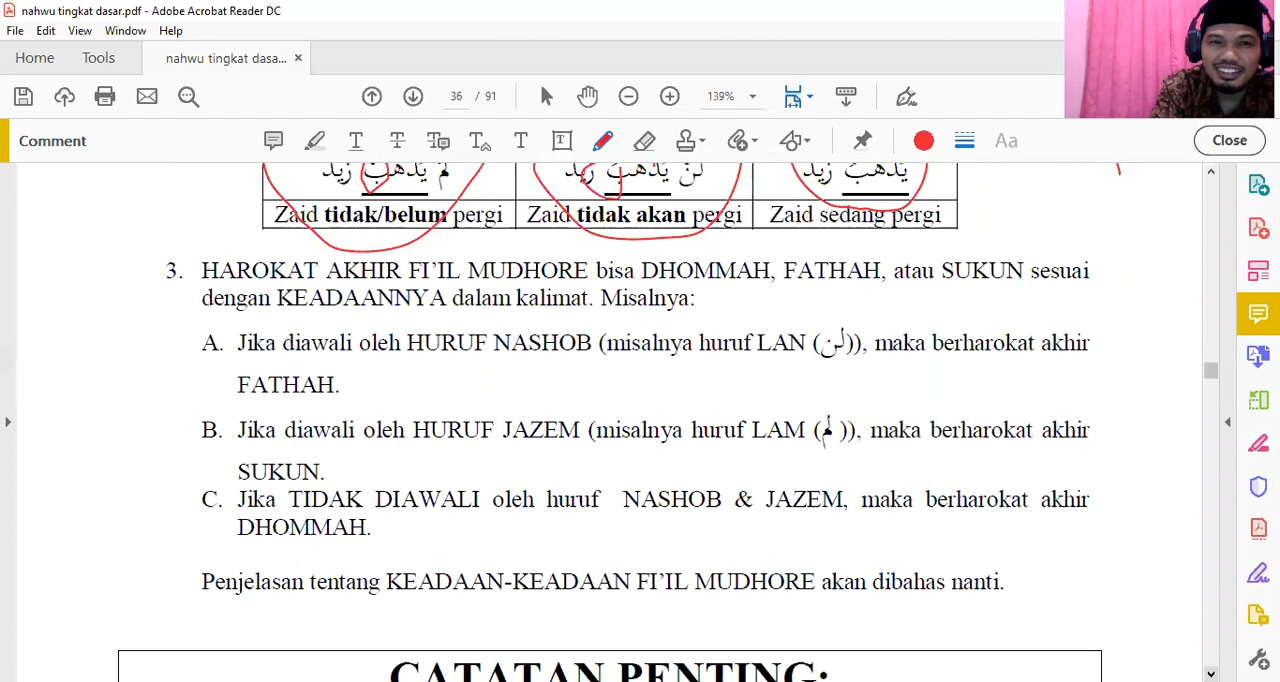 nahwu tingkat dasar.pdf - Adobe Acrobat Reader DC
File Edit View Window Help
Home Tools nahwu tingkat dasa... ×
36 / 91 139%
Comment Aa Close
لم يذهب زيد لن يذهب زيد يذهب زيد
Zaid tidak/belum pergi Zaid tidak akan pergi Zaid sedang pergi
3. HAROKAT AKHIR FI’IL MUDHORE bisa DHOMMAH, FATHAH, atau SUKUN sesuai
dengan KEADAANNYA dalam kalimat. Misalnya:
A. Jika diawali oleh HURUF NASHOB (misalnya huruf LAN (لن)), maka berharokat akhir
FATHAH.
B. Jika diawali oleh HURUF JAZEM (misalnya huruf LAM (لم )), maka berharokat akhir
SUKUN.
C. Jika TIDAK DIAWALI oleh huruf NASHOB & JAZEM, maka berharokat akhir
DHOMMAH.
Penjelasan tentang KEADAAN-KEADAAN FI’IL MUDHORE akan dibahas nanti.
CATATAN PENTING: